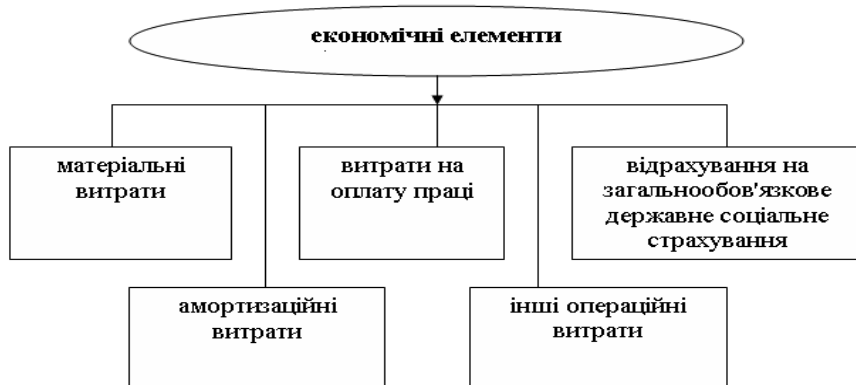 економічні елементи
матеріальні
витрати
витрати на
оплату праці
відрахування на
загальнообов'язкове
державне соціальне
страхування
амортизаційні
витрати
інші операційні
витрати